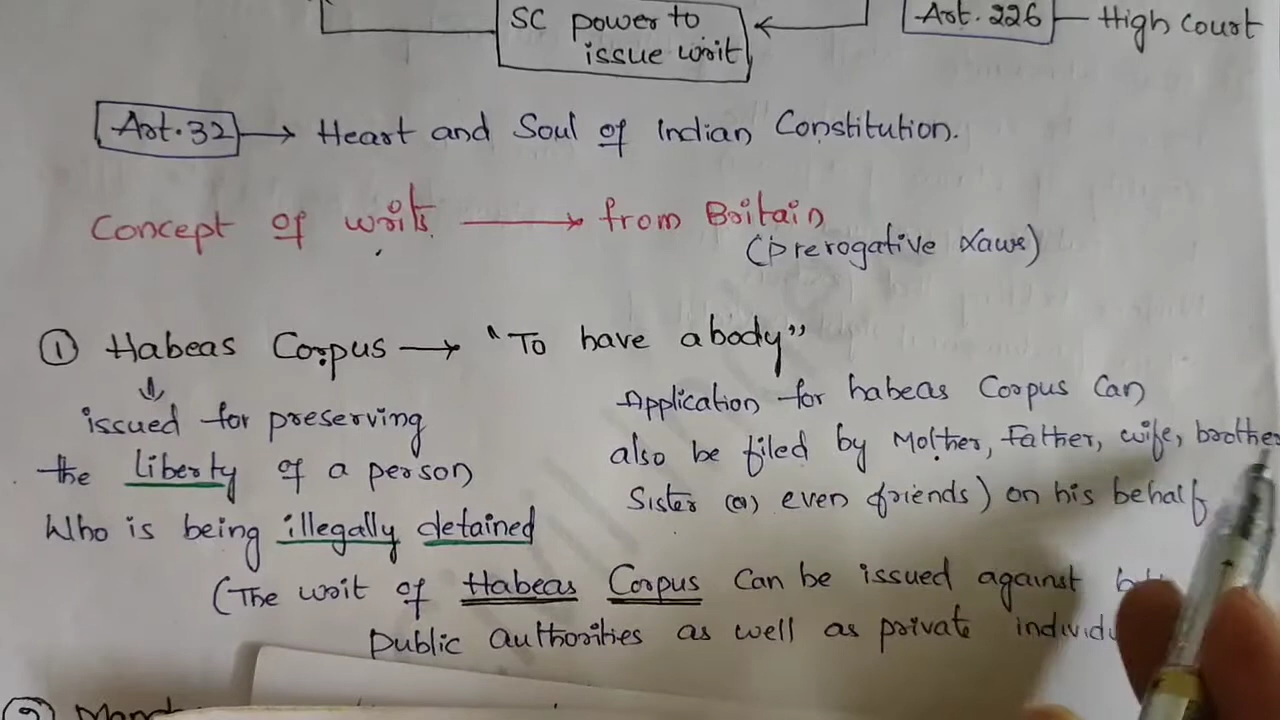 SC power to
issue writ
Art. 226 — High Court
Art. 32 → Heart and Soul of Indian Constitution.
Concept of writs → from Britain
(Prerogative Laws)
① Habeas Corpus → "To have a body"
issued for preserving
the liberty of a person
Who is being illegally detained
Application for habeas Corpus Can
also be filed by Mother, Father, wife, brother
Sister (or) even friends) on his behalf
(The writ of Habeas Corpus Can be issued against
Public authorities as well as private
②